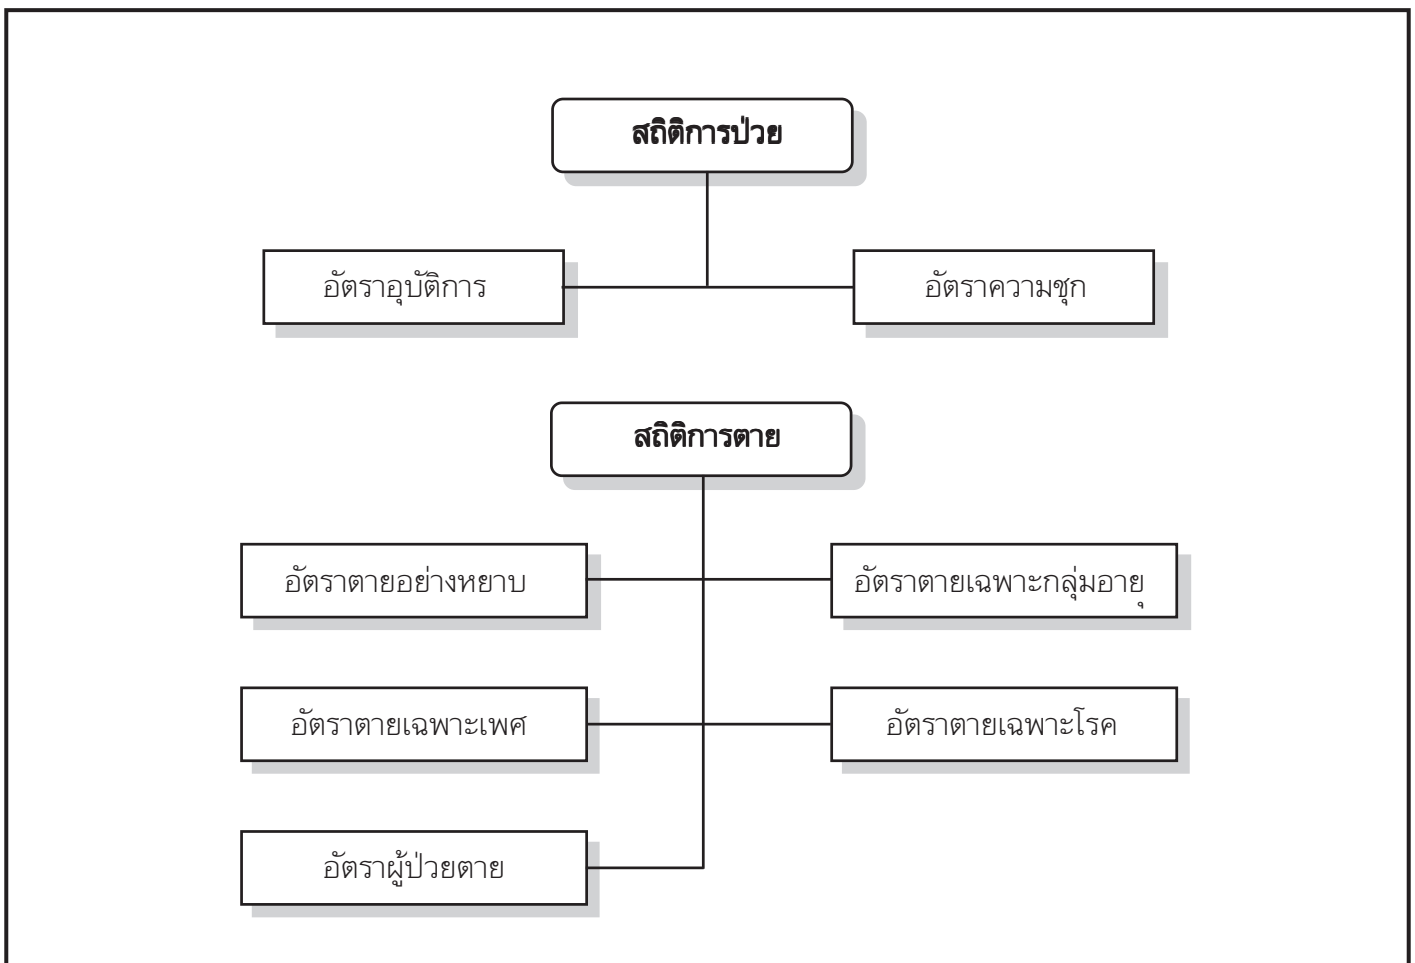 สถิติการป่วย
อัตราอุบัติการ
อัตราความชุก
สถิติการตาย
อัตราตายอย่างหยาบ
อัตราตายเฉพาะกลุ่มอายุ
อัตราตายเฉพาะเพศ
อัตราตายเฉพาะโรค
อัตราผู้ป่วยตาย